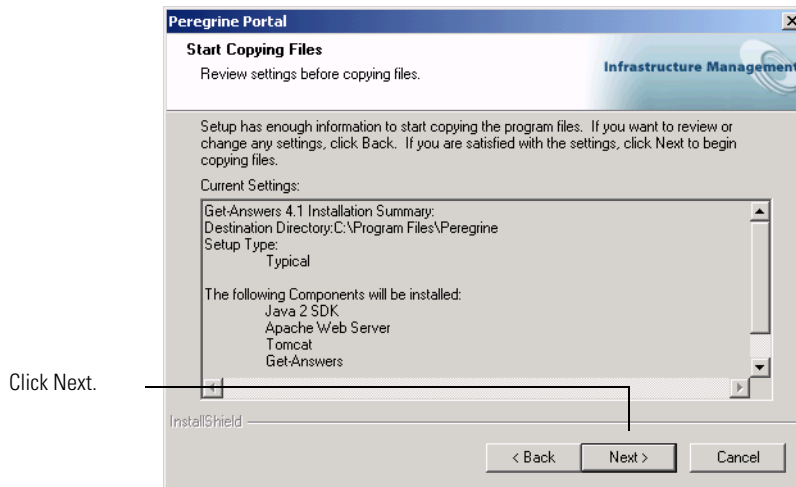 Peregrine Portal
Start Copying Files
Review settings before copying files.
Infrastructure Management
Setup has enough information to start copying the program files. If you want to review or
change any settings, click Back. If you are satisfied with the settings, click Next to begin
copying files.
Current Settings:
Get-Answers 4.1 Installation Summary:
Destination Directory:C:\Program Files\Peregrine
Setup Type:
Typical
The following Components will be installed:
Java 2 SDK
Apache Web Server
Tomcat
Get-Answers
Click Next.
InstallShield
< Back
Next >
Cancel